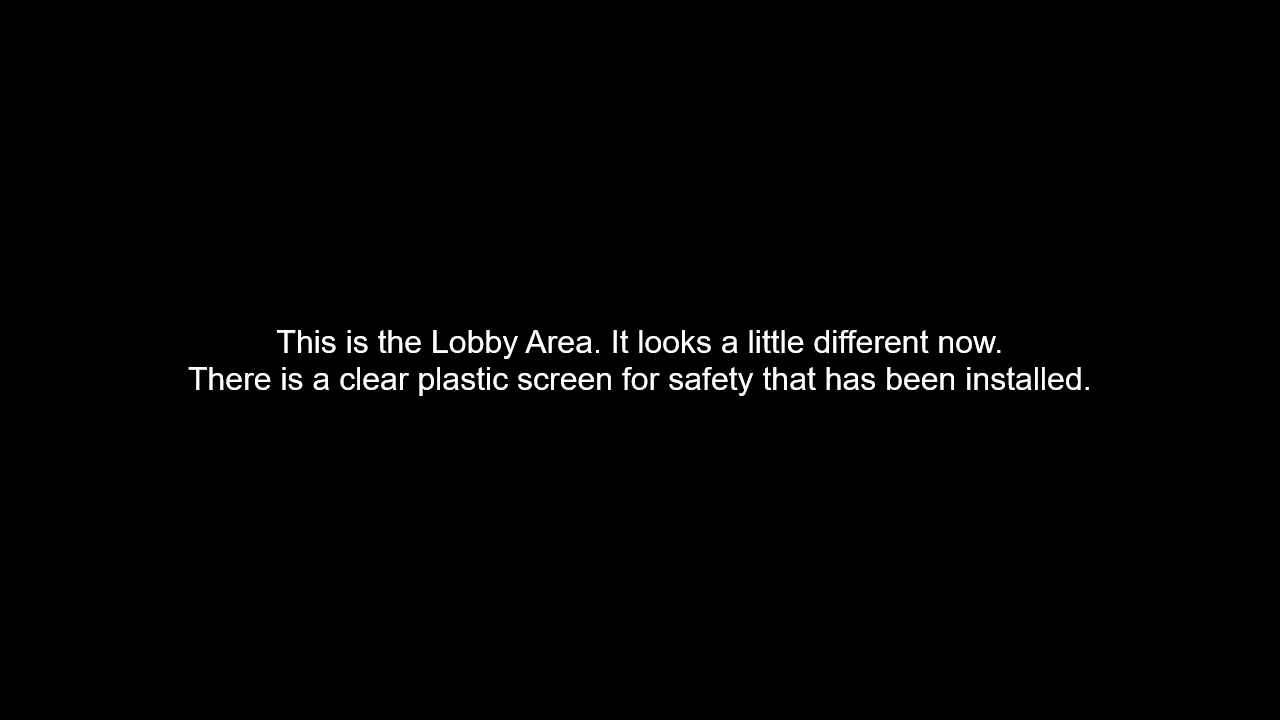 This is the Lobby Area. It looks a little different now.
There is a clear plastic screen for safety that has been installed.